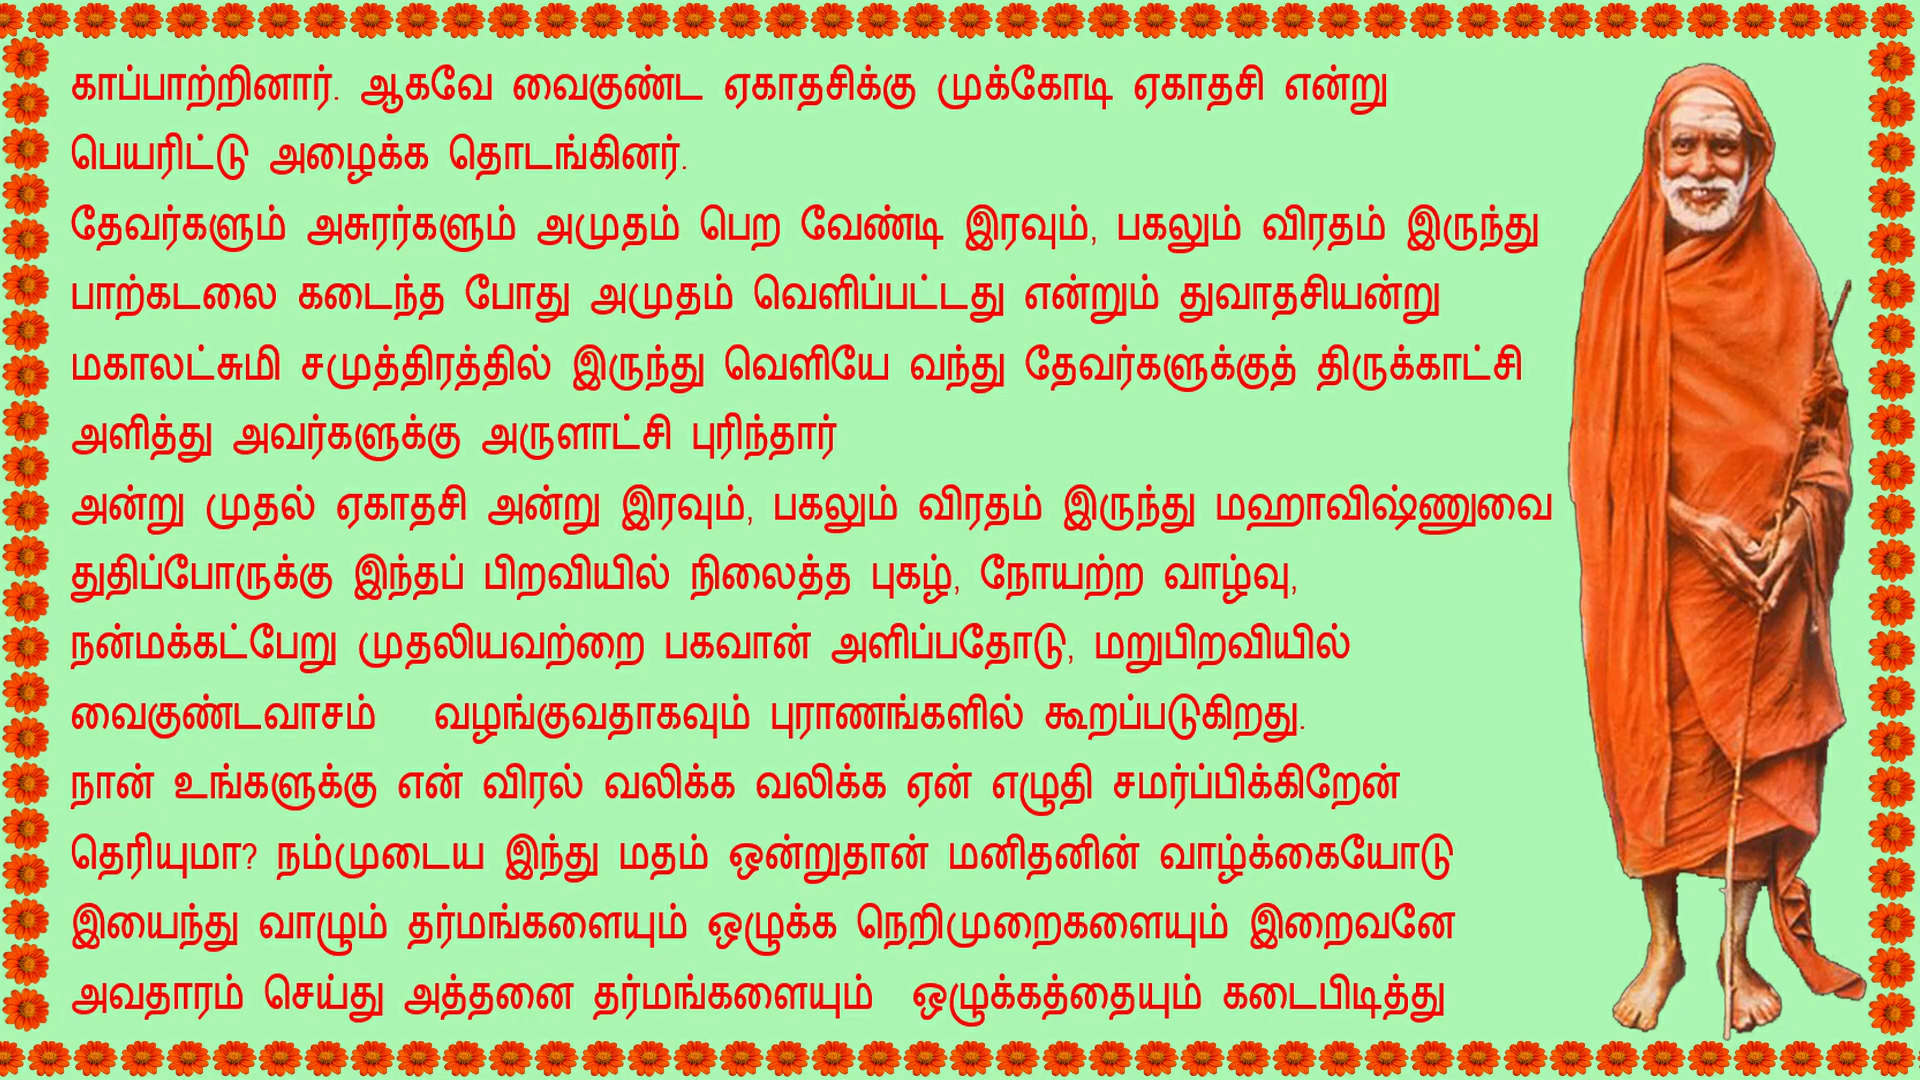 காப்பாற்றினார். ஆகவே வைகுண்ட ஏகாதசிக்கு முக்கோடி ஏகாதசி என்று
பெயரிட்டு அழைக்க தொடங்கினர்.
தேவர்களும் அசுரர்களும் அமுதம் பெற வேண்டி இரவும், பகலும் விரதம் இருந்து
பாற்கடலை கடைந்த போது அமுதம் வெளிப்பட்டது என்றும் துவாதசியன்று
மகாலட்சுமி சமுத்திரத்தில் இருந்து வெளியே வந்து தேவர்களுக்குத் திருக்காட்சி
அளித்து அவர்களுக்கு அருளாட்சி புரிந்தார்
அன்று முதல் ஏகாதசி அன்று இரவும், பகலும் விரதம் இருந்து மஹாவிஷ்ணுவை
துதிப்போருக்கு இந்தப் பிறவியில் நிலைத்த புகழ், நோயற்ற வாழ்வு,
நன்மக்கட்பேறு முதலியவற்றை பகவான் அளிப்பதோடு, மறுபிறவியில்
வைகுண்டவாசம் வழங்குவதாகவும் புராணங்களில் கூறப்படுகிறது.
நான் உங்களுக்கு என் விரல் வலிக்க வலிக்க ஏன் எழுதி சமர்ப்பிக்கிறேன்
தெரியுமா? நம்முடைய இந்து மதம் ஒன்றுதான் மனிதனின் வாழ்க்கையோடு
இயைந்து வாழும் தர்மங்களையும் ஒழுக்க நெறிமுறைகளையும் இறைவனே
அவதாரம் செய்து அத்தனை தர்மங்களையும் ஒழுக்கத்தையும் கடைபிடித்து